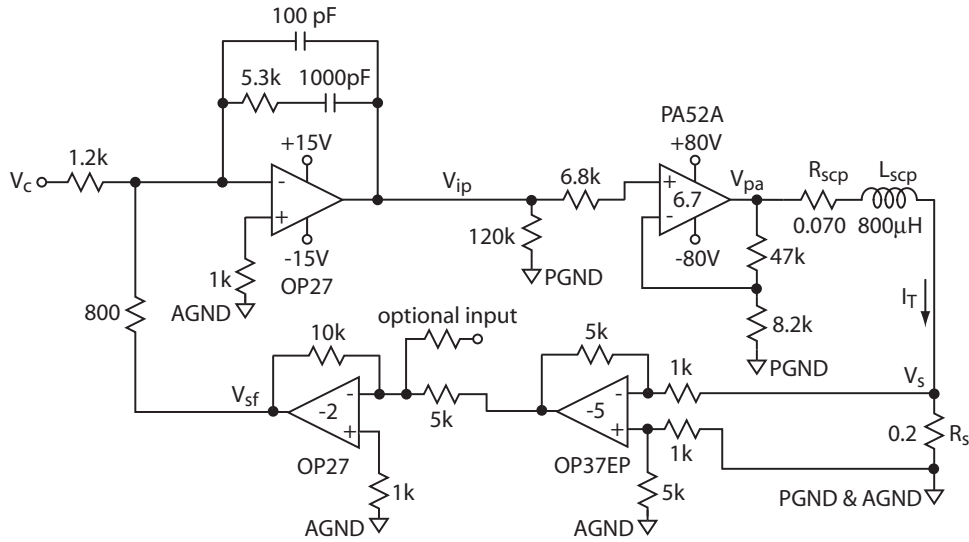 100 pF
5.3k
1000pF
PA52A
+15V
+80V
Vc
1.2k
Vip
6.8k
Vpa
Rscp
Lscp
-
+
+
-
6.7
0.070
800μH
120k
47k
-15V
-80V
1k
OP27
PGND
AGND
IT
800
optional input
8.2k
10k
5k
PGND
1k
Vs
Vsf
-2
-
+
5k
-5
-
+
0.2
Rs
OP27
OP37EP
1k
1k
5k
PGND & AGND
AGND
AGND